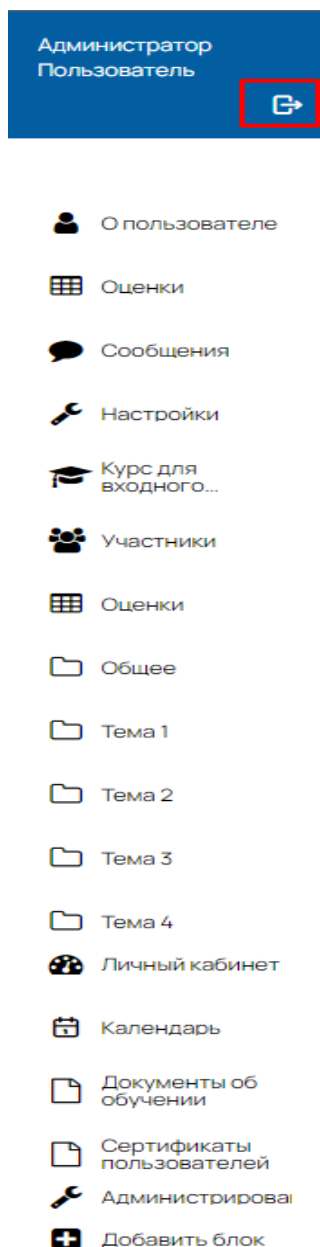 Администратор
Пользователь
О пользователе
Оценки
Сообщения
Настройки
Курс для
входного...
Участники
Оценки
Общее
Тема 1
Тема 2
Тема 3
Тема 4
Личный кабинет
Календарь
Документы об
обучении
Сертификаты
пользователей
Администрирова
Добавить блок